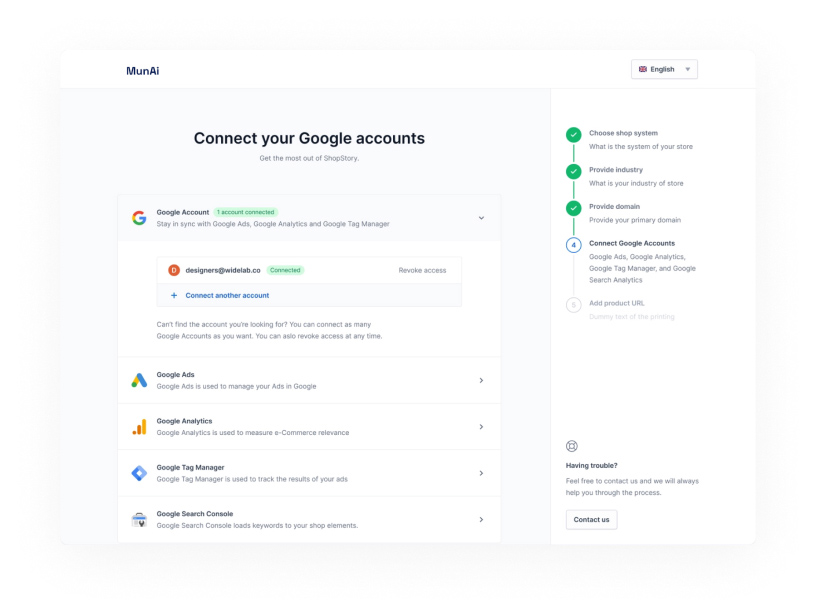 MunAi
English
Connect your Google accounts
Get the most out of ShopStory.
Google Account 1 account connected
Stay in sync with Google Ads, Google Analytics and Google Tag Manager
D designers@widelab.co Connected Revoke access
+ Connect another account
Can't find the account you're looking for? You can connect as many
Google Accounts as you want. You can aslo revoke access at any time.
Google Ads
Google Ads is used to manage your Ads in Google
Google Analytics
Google Analytics is used to measure e-Commerce relevance
Google Tag Manager
Google Tag Manager is used to track the results of your ads
Google Search Console
Google Search Console loads keywords to your shop elements.
Choose shop system
What is the system of your store
Provide industry
What is your industry of store
Provide domain
Provide your primary domain
4 Connect Google Accounts
Google Ads, Google Analytics,
Google Tag Manager, and Google
Search Analytics
5 Add product URL
Dummy text of the printing
Having trouble?
Feel free to contact us and we will always
help you through the process.
Contact us